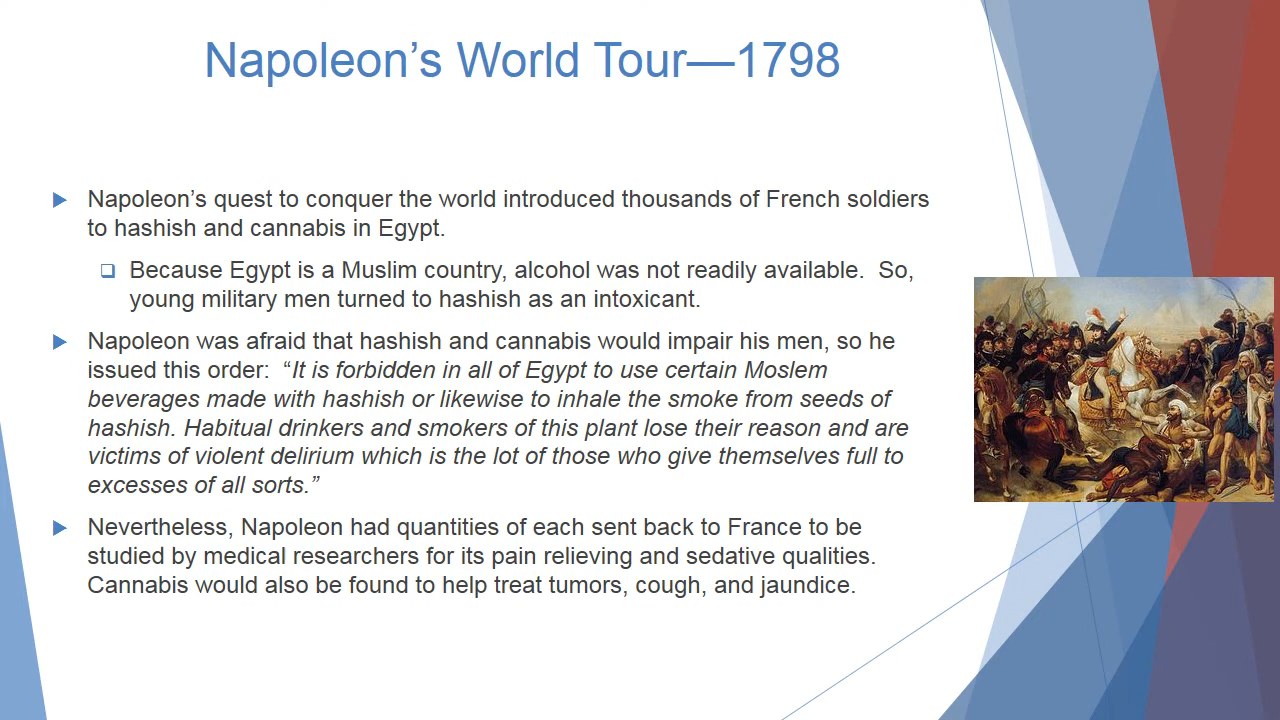 Napoleon’s World Tour—1798
Napoleon’s quest to conquer the world introduced thousands of French soldiers
to hashish and cannabis in Egypt.
Because Egypt is a Muslim country, alcohol was not readily available.  So,
young military men turned to hashish as an intoxicant.
Napoleon was afraid that hashish and cannabis would impair his men, so he
issued this order:  “It is forbidden in all of Egypt to use certain Moslem
beverages made with hashish or likewise to inhale the smoke from seeds of
hashish. Habitual drinkers and smokers of this plant lose their reason and are
victims of violent delirium which is the lot of those who give themselves full to
excesses of all sorts.”
Nevertheless, Napoleon had quantities of each sent back to France to be
studied by medical researchers for its pain relieving and sedative qualities.
Cannabis would also be found to help treat tumors, cough, and jaundice.